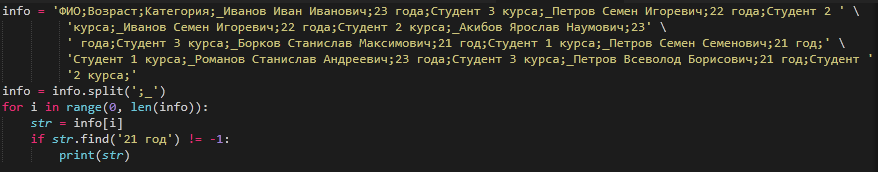 info = 'ФИО;Возраст;Категория;_Иванов Иван Иванович;23 года;Студент 3 курса;_Петров Семен Игоревич;22 года;Студент 2 ' \
'курса;_Иванов Семен Игоревич;22 года;Студент 2 курса;_Акибов Ярослав Наумович;23' \
' года;Студент 3 курса;_Борков Станислав Максимович;21 год;Студент 1 курса;_Петров Семен Семенович;21 год;' \
'Студент 1 курса;_Романов Станислав Андреевич;23 года;Студент 3 курса;_Петров Всеволод Борисович;21 год;Студент '
'2 курса;'
info = info.split(';_')
for i in range(0, len(info)):
str = info[i]
if str.find('21 год') != -1:
print(str)